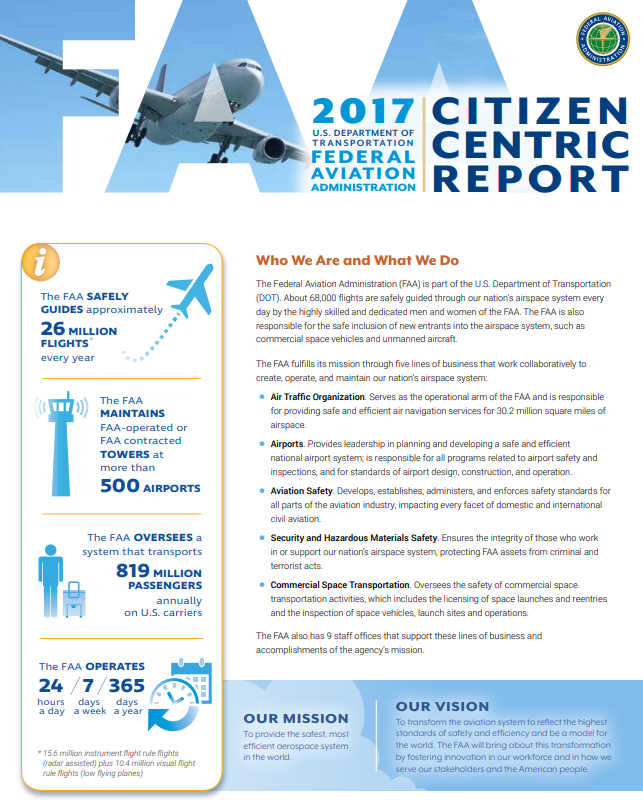 FAA
FEDERAL AVIATION
ADMINISTRATION
2017
U.S. DEPARTMENT OF
TRANSPORTATION
FEDERAL
AVIATION
ADMINISTRATION
CITIZEN
CENTRIC
REPORT
i
The FAA SAFELY
GUIDES approximately
26 MILLION
FLIGHTS*
every year
The FAA
MAINTAINS
FAA-operated or
FAA contracted
TOWERS at
more than
500 AIRPORTS
The FAA OVERSEES a
system that transports
819 MILLION
PASSENGERS
annually
on U.S. carriers
The FAA OPERATES
24 / 7 / 365
hours days days
a day a week a year
* 15.6 million instrument flight rule flights
(radar assisted) plus 10.4 million visual flight
rule flights (low flying planes)
Who We Are and What We Do
The Federal Aviation Administration (FAA) is part of the U.S. Department of Transportation
(DOT). About 68,000 flights are safely guided through our nation's airspace system every
day by the highly skilled and dedicated men and women of the FAA. The FAA is also
responsible for the safe inclusion of new entrants into the airspace system, such as
commercial space vehicles and unmanned aircraft.
The FAA fulfills its mission through five lines of business that work collaboratively to
create, operate, and maintain our nation's airspace system:
• Air Traffic Organization. Serves as the operational arm of the FAA and is responsible
for providing safe and efficient air navigation services for 30.2 million square miles of
airspace.
• Airports. Provides leadership in planning and developing a safe and efficient
national airport system; is responsible for all programs related to airport safety and
inspections, and for standards of airport design, construction, and operation.
• Aviation Safety. Develops, establishes, administers, and enforces safety standards for
all parts of the aviation industry, impacting every facet of domestic and international
civil aviation.
• Security and Hazardous Materials Safety. Ensures the integrity of those who work
in or support our nation's airspace system, protecting FAA assets from criminal and
terrorist acts.
• Commercial Space Transportation. Oversees the safety of commercial space
transportation activities, which includes the licensing of space launches and reentries
and the inspection of space vehicles, launch sites and operations.
The FAA also has 9 staff offices that support these lines of business and
accomplishments of the agency's mission.
OUR MISSION
To provide the safest, most
efficient aerospace system
in the world.
OUR VISION
To transform the aviation system to reflect the highest
standards of safety and efficiency and be a model for
the world. The FAA will bring about this transformation
by fostering innovation in our workforce and in how we
serve our stakeholders and the American people.